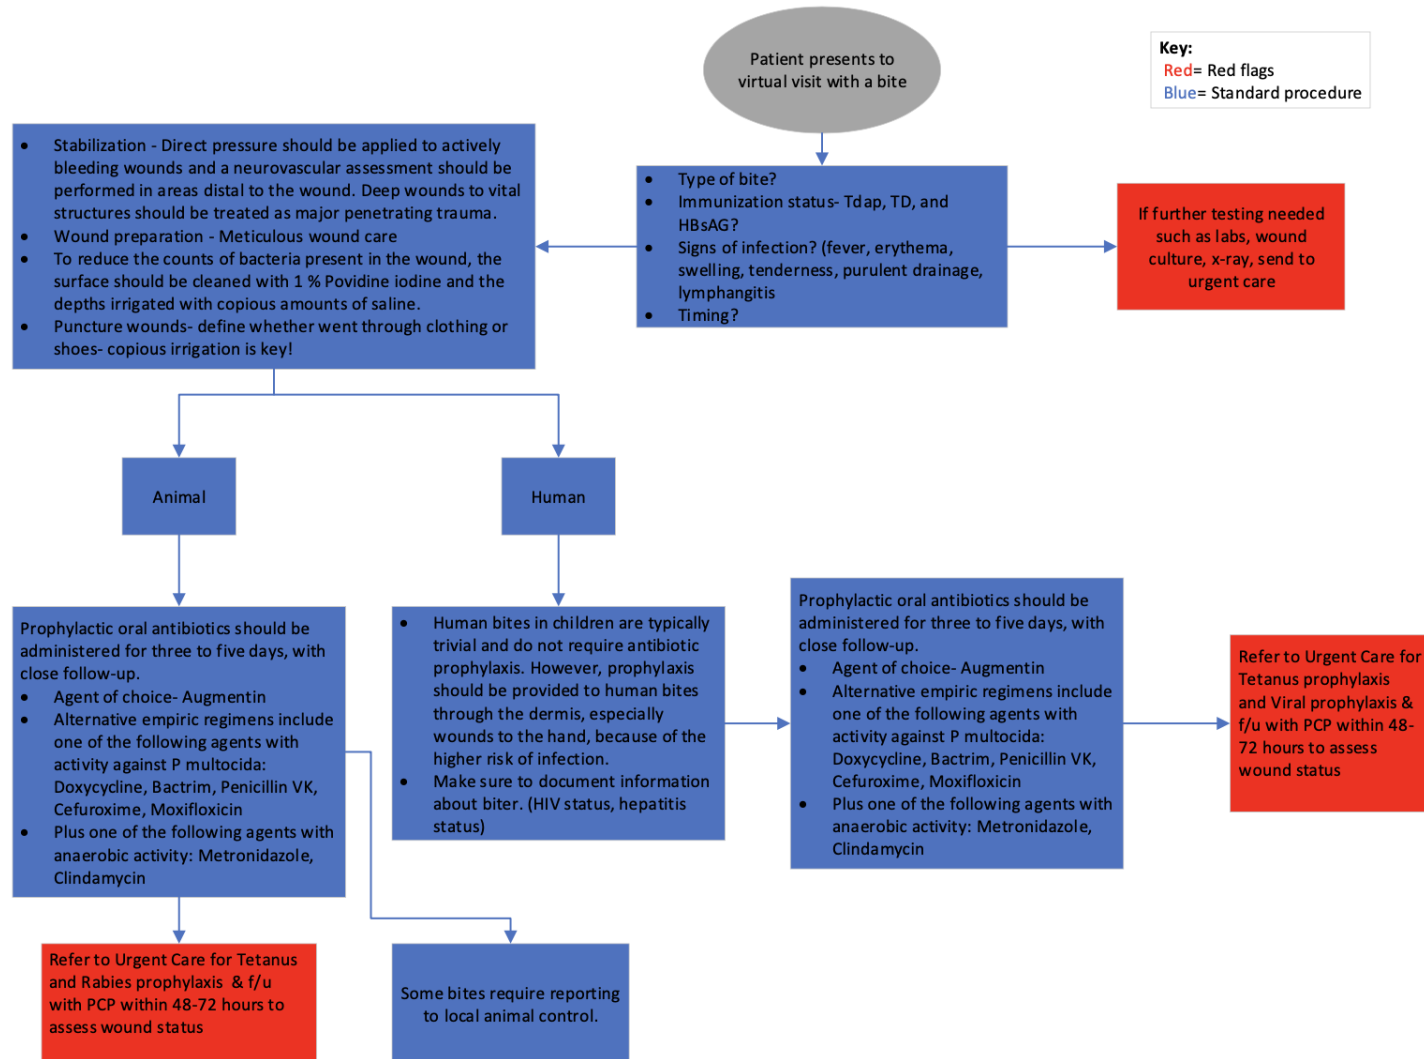 Patient presents to
virtual visit with a bite
Key:
Red= Red flags
Blue= Standard procedure
• Stabilization - Direct pressure should be applied to actively
bleeding wounds and a neurovascular assessment should be
performed in areas distal to the wound. Deep wounds to vital
structures should be treated as major penetrating trauma.
• Wound preparation - Meticulous wound care
• To reduce the counts of bacteria present in the wound, the
surface should be cleaned with 1 % Povidine iodine and the
depths irrigated with copious amounts of saline.
• Puncture wounds- define whether went through clothing or
shoes- copious irrigation is key!
• Type of bite?
• Immunization status- Tdap, TD, and
HBsAG?
• Signs of infection? (fever, erythema,
swelling, tenderness, purulent drainage,
lymphangitis
• Timing?
If further testing needed
such as labs, wound
culture, x-ray, send to
urgent care
Animal
Human
Prophylactic oral antibiotics should be
administered for three to five days, with
close follow-up.
• Agent of choice- Augmentin
• Alternative empiric regimens include
one of the following agents with
activity against P multocida:
Doxycycline, Bactrim, Penicillin VK,
Cefuroxime, Moxifloxicin
• Plus one of the following agents with
anaerobic activity: Metronidazole,
Clindamycin
• Human bites in children are typically
trivial and do not require antibiotic
prophylaxis. However, prophylaxis
should be provided to human bites
through the dermis, especially
wounds to the hand, because of the
higher risk of infection.
• Make sure to document information
about biter. (HIV status, hepatitis
status)
Prophylactic oral antibiotics should be
administered for three to five days, with
close follow-up.
• Agent of choice- Augmentin
• Alternative empiric regimens include
one of the following agents with
activity against P multocida:
Doxycycline, Bactrim, Penicillin VK,
Cefuroxime, Moxifloxicin
• Plus one of the following agents with
anaerobic activity: Metronidazole,
Clindamycin
Refer to Urgent Care for
Tetanus prophylaxis
and Viral prophylaxis &
f/u with PCP within 48-
72 hours to assess
wound status
Refer to Urgent Care for Tetanus
and Rabies prophylaxis & f/u
with PCP within 48-72 hours to
assess wound status
Some bites require reporting
to local animal control.